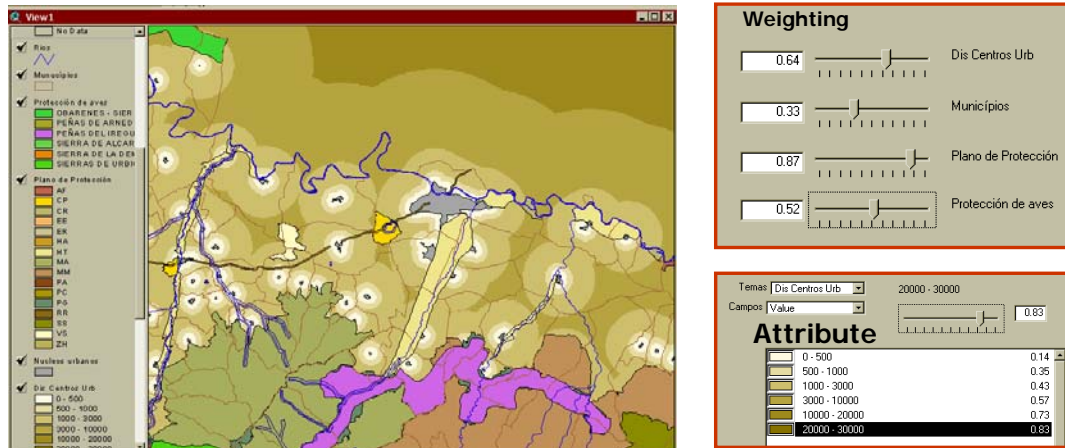 View1
No Data
Ríos
Municipios
Protección de aves
OBARENES - SIER
PEÑAS DE ARNED
PEÑAS DEL IREGU
SIERRA DE ALCAR
SIERRA DE LA DEM
SIERRAS DE URBI
Plano de Protección
AF
CP
CR
EE
ER
HA
HT
MA
MM
PA
PC
PG
RR
SS
VS
ZH
Nucleos urbanos
Dis Centros Urb
0 - 500
500 - 1000
1000 - 3000
3000 - 10000
10000 - 20000
20000 - 30000
Weighting
0.64 Dis Centros Urb
0.33 Municípios
0.87 Plano de Protección
0.52 Protección de aves
Temas Dis Centros Urb 20000 - 30000
Campos Value 0.83
Attribute
0 - 500 0.14
500 - 1000 0.35
1000 - 3000 0.43
3000 - 10000 0.57
10000 - 20000 0.73
20000 - 30000 0.83